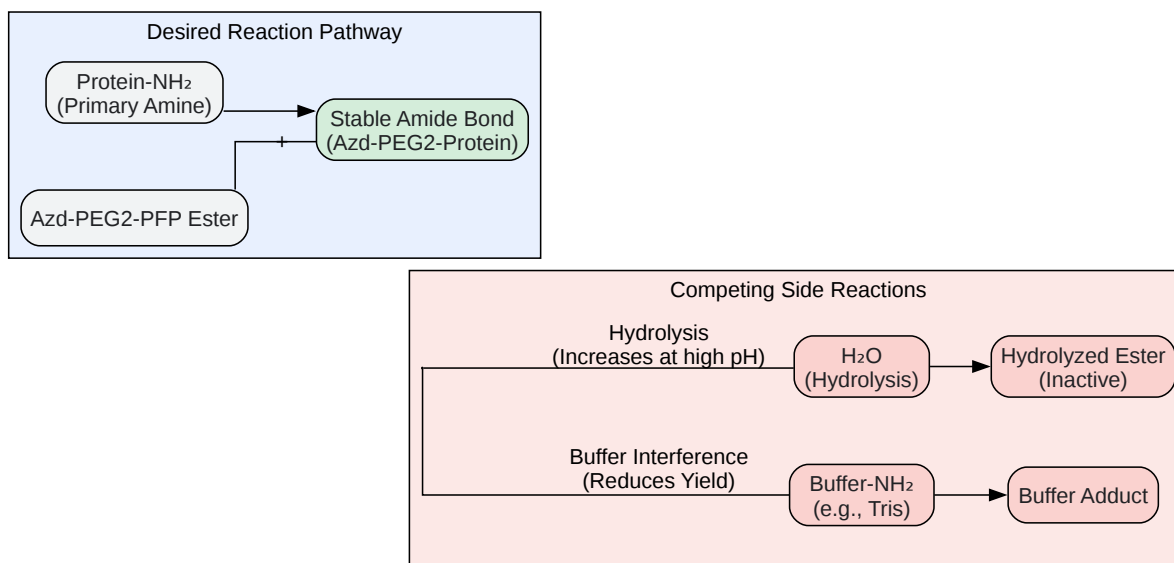 Desired Reaction Pathway
Protein-NH₂
(Primary Amine)
Stable Amide Bond
(Azd-PEG2-Protein)
+
Azd-PEG2-PFP Ester
Competing Side Reactions
Hydrolysis
(Increases at high pH)
H₂O
(Hydrolysis)
Hydrolyzed Ester
(Inactive)
Buffer Interference
(Reduces Yield)
Buffer-NH₂
(e.g., Tris)
Buffer Adduct